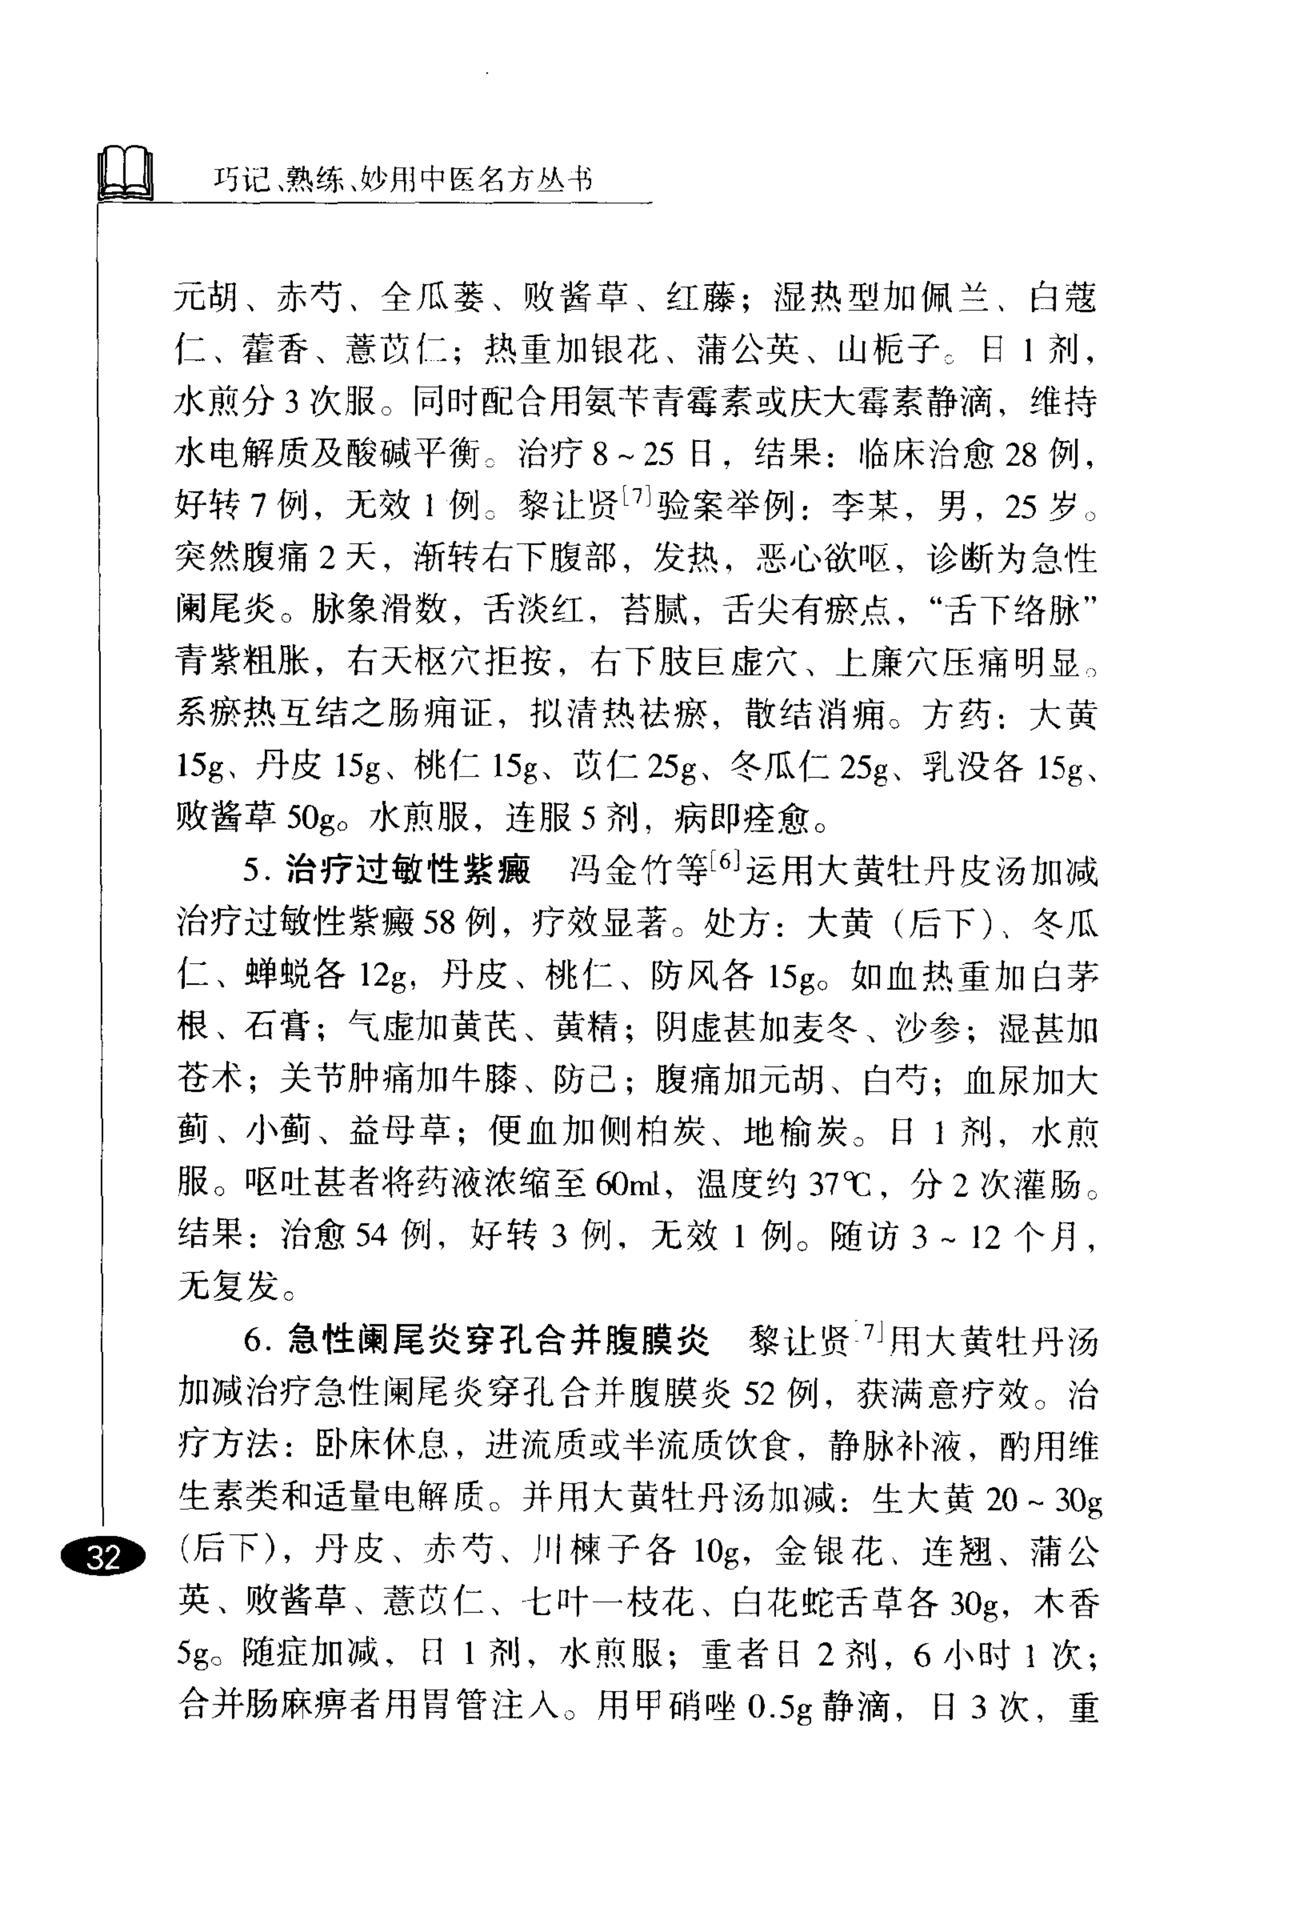 巧记、熟练、妙用中医名方丛书
元胡、赤芍、全瓜蒌、败酱草、红藤；湿热型加佩兰、白蔻
仁、藿香、薏苡仁；热重加银花、蒲公英、山栀子。日 1 剂，
水煎分 3 次服。同时配合用氨苄青霉素或庆大霉素静滴，维持
水电解质及酸碱平衡。治疗 8 ~ 25 日，结果：临床治愈 28 例，
好转 7 例，无效 1 例。黎让贤[7]验案举例：李某，男，25 岁。
突然腹痛 2 天，渐转右下腹部，发热，恶心欲呕，诊断为急性
阑尾炎。脉象滑数，舌淡红，苔腻，舌尖有瘀点，“舌下络脉”
青紫粗胀，右天枢穴拒按，右下肢巨虚穴、上廉穴压痛明显。
系瘀热互结之肠痈证，拟清热祛瘀，散结消痈。方药：大黄
15g、丹皮 15g、桃仁 15g、苡仁 25g、冬瓜仁 25g、乳没各 15g、
败酱草 50g。水煎服，连服 5 剂，病即痊愈。
5. 治疗过敏性紫癜 冯金竹等[6]运用大黄牡丹皮汤加减
治疗过敏性紫癜 58 例，疗效显著。处方：大黄（后下）、冬瓜
仁、蝉蜕各 12g，丹皮、桃仁、防风各 15g。如血热重加白茅
根、石膏；气虚加黄芪、黄精；阴虚甚加麦冬、沙参；湿甚加
苍术；关节肿痛加牛膝、防己；腹痛加元胡、白芍；血尿加大
蓟、小蓟、益母草；便血加侧柏炭、地榆炭。日 1 剂，水煎
服。呕吐甚者将药液浓缩至 60ml，温度约 37℃，分 2 次灌肠。
结果：治愈 54 例，好转 3 例，无效 1 例。随访 3 ~ 12 个月，
无复发。
6. 急性阑尾炎穿孔合并腹膜炎 黎让贤[7]用大黄牡丹汤
加减治疗急性阑尾炎穿孔合并腹膜炎 52 例，获满意疗效。治
疗方法：卧床休息，进流质或半流质饮食，静脉补液，酌用维
生素类和适量电解质。并用大黄牡丹汤加减：生大黄 20 ~ 30g
（后下），丹皮、赤芍、川楝子各 10g，金银花、连翘、蒲公
英、败酱草、薏苡仁、七叶一枝花、白花蛇舌草各 30g，木香
5g。随症加减，日 1 剂，水煎服；重者日 2 剂，6 小时 1 次；
合并肠麻痹者用胃管注入。用甲硝唑 0.5g 静滴，日 3 次，重
32